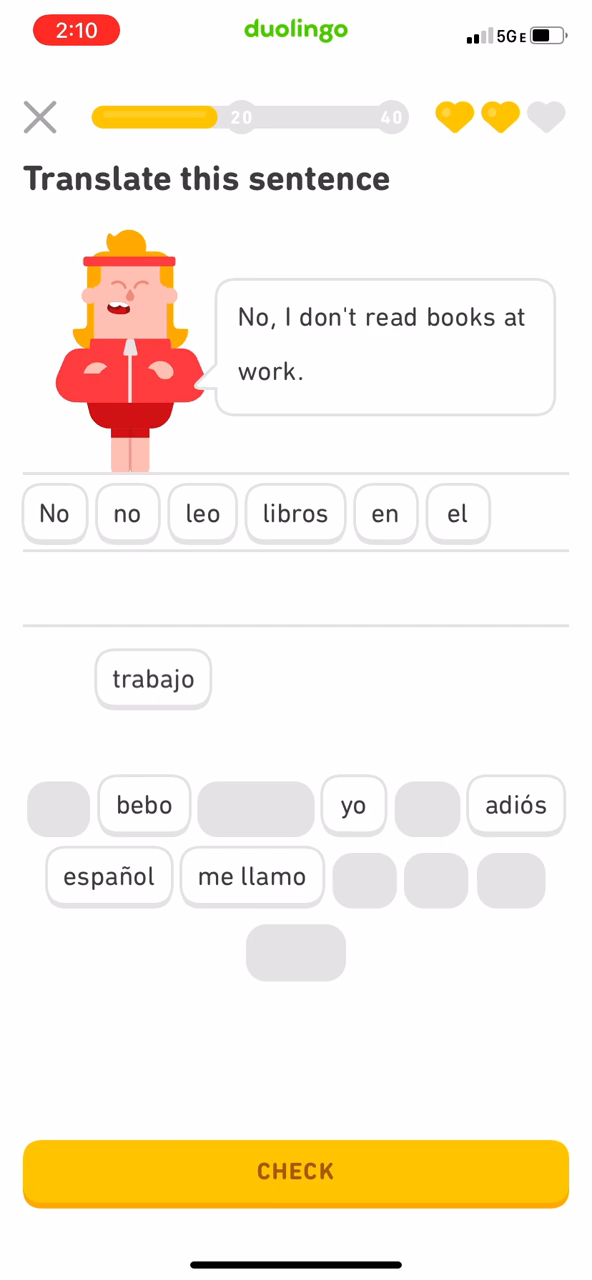 2:10
duolingo
5G E
20
40
Translate this sentence
No, I don't read books at
work.
No no leo libros en el
trabajo
bebo yo adiós
español me llamo
CHECK